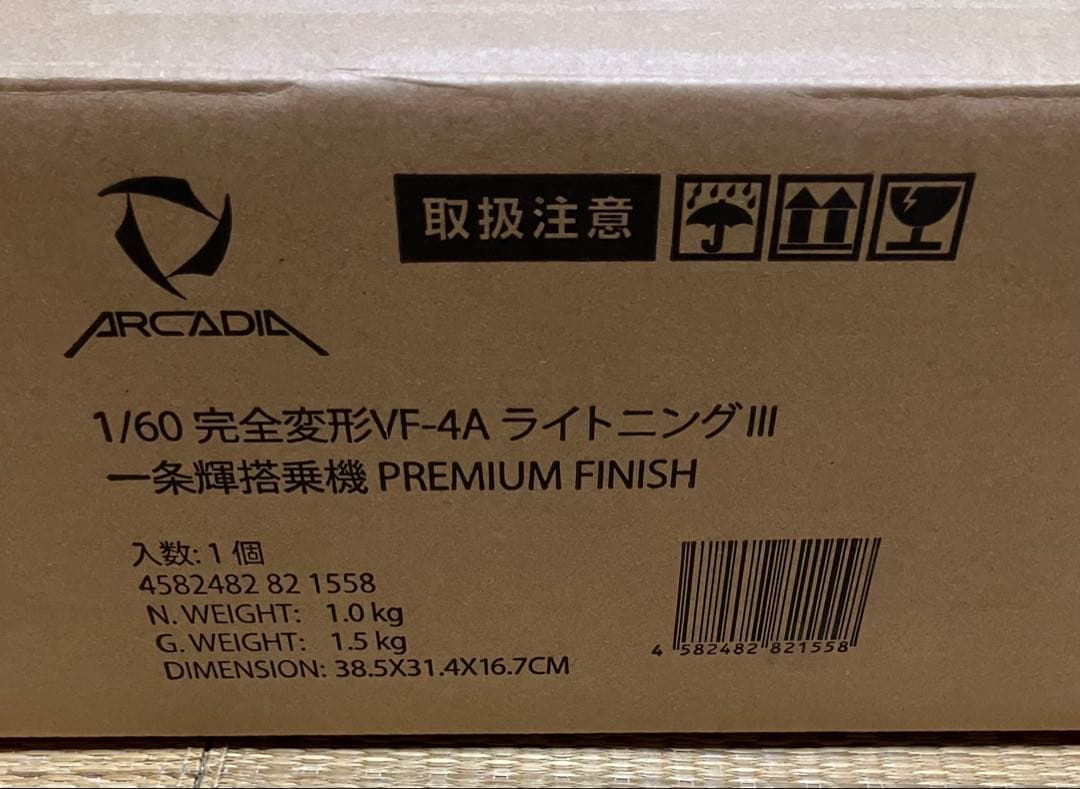 取扱注意
ARCADIA
1/60 完全変形VF-4A ライトニングⅢ
一条輝搭乗機 PREMIUM FINISH
入数: 1 個
4582482 82 1558
N. WEIGHT: 1.0 kg
G. WEIGHT: 1.5 kg
DIMENSION: 38.5X31.4X16.7CM
4 582482 821558